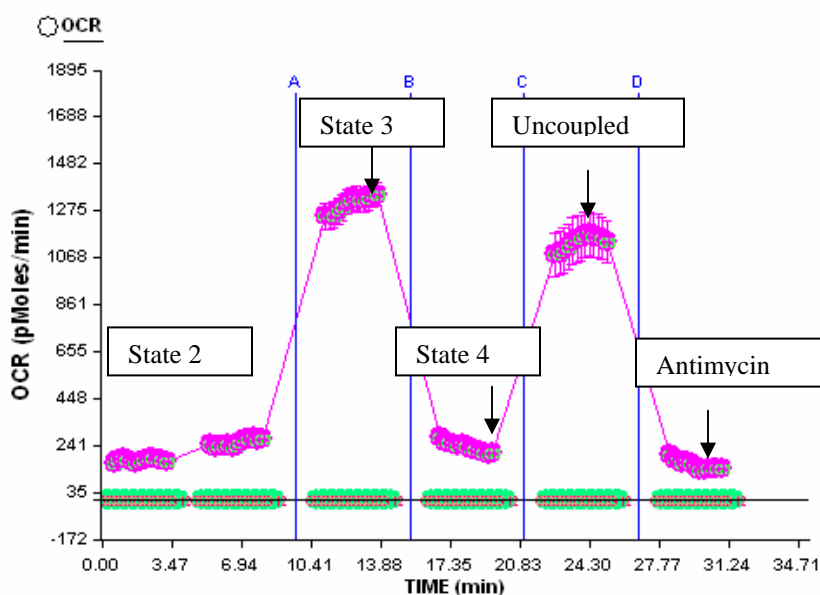 OCR
1895
1688
1482
1275
1068
861
655
448
241
35
-172
OCR (pMoles/min)
A
B
C
D
State 3
Uncoupled
State 2
State 4
Antimycin
0.00 3.47 6.94 10.41 13.88 17.35 20.83 24.30 27.77 31.24 34.71
TIME (min)